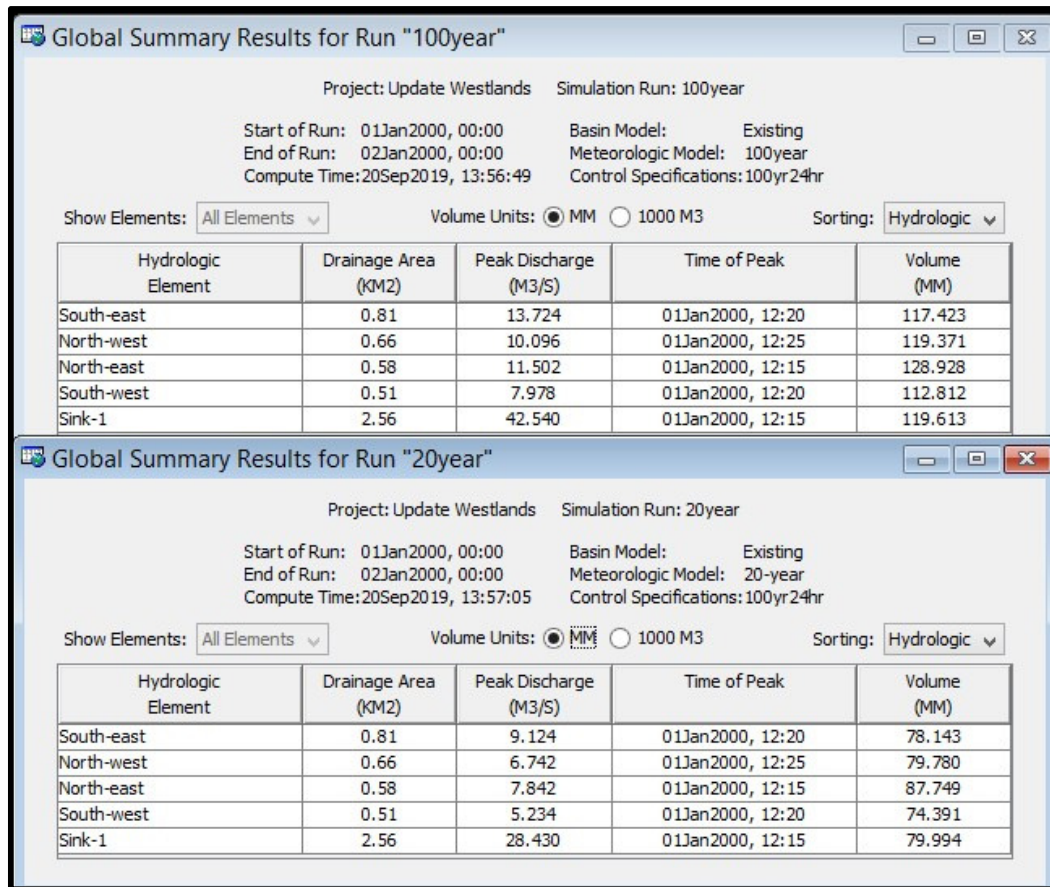 Global Summary Results for Run "100year"
Project: Update Westlands Simulation Run: 100year
Start of Run: 01Jan2000, 00:00 Basin Model: Existing
End of Run: 02Jan2000, 00:00 Meteorologic Model: 100year
Compute Time:20Sep2019, 13:56:49 Control Specifications:100yr24hr
Show Elements: All Elements Volume Units: MM 1000 M3 Sorting: Hydrologic
Hydrologic Drainage Area Peak Discharge Time of Peak Volume
Element (KM2) (M3/S) (MM)
South-east 0.81 13.724 01Jan2000, 12:20 117.423
North-west 0.66 10.096 01Jan2000, 12:25 119.371
North-east 0.58 11.502 01Jan2000, 12:15 128.928
South-west 0.51 7.978 01Jan2000, 12:20 112.812
Sink-1 2.56 42.540 01Jan2000, 12:15 119.613
Global Summary Results for Run "20year"
Project: Update Westlands Simulation Run: 20year
Start of Run: 01Jan2000, 00:00 Basin Model: Existing
End of Run: 02Jan2000, 00:00 Meteorologic Model: 20-year
Compute Time:20Sep2019, 13:57:05 Control Specifications:100yr24hr
Show Elements: All Elements Volume Units: MM 1000 M3 Sorting: Hydrologic
Hydrologic Drainage Area Peak Discharge Time of Peak Volume
Element (KM2) (M3/S) (MM)
South-east 0.81 9.124 01Jan2000, 12:20 78.143
North-west 0.66 6.742 01Jan2000, 12:25 79.780
North-east 0.58 7.842 01Jan2000, 12:15 87.749
South-west 0.51 5.234 01Jan2000, 12:20 74.391
Sink-1 2.56 28.430 01Jan2000, 12:15 79.994